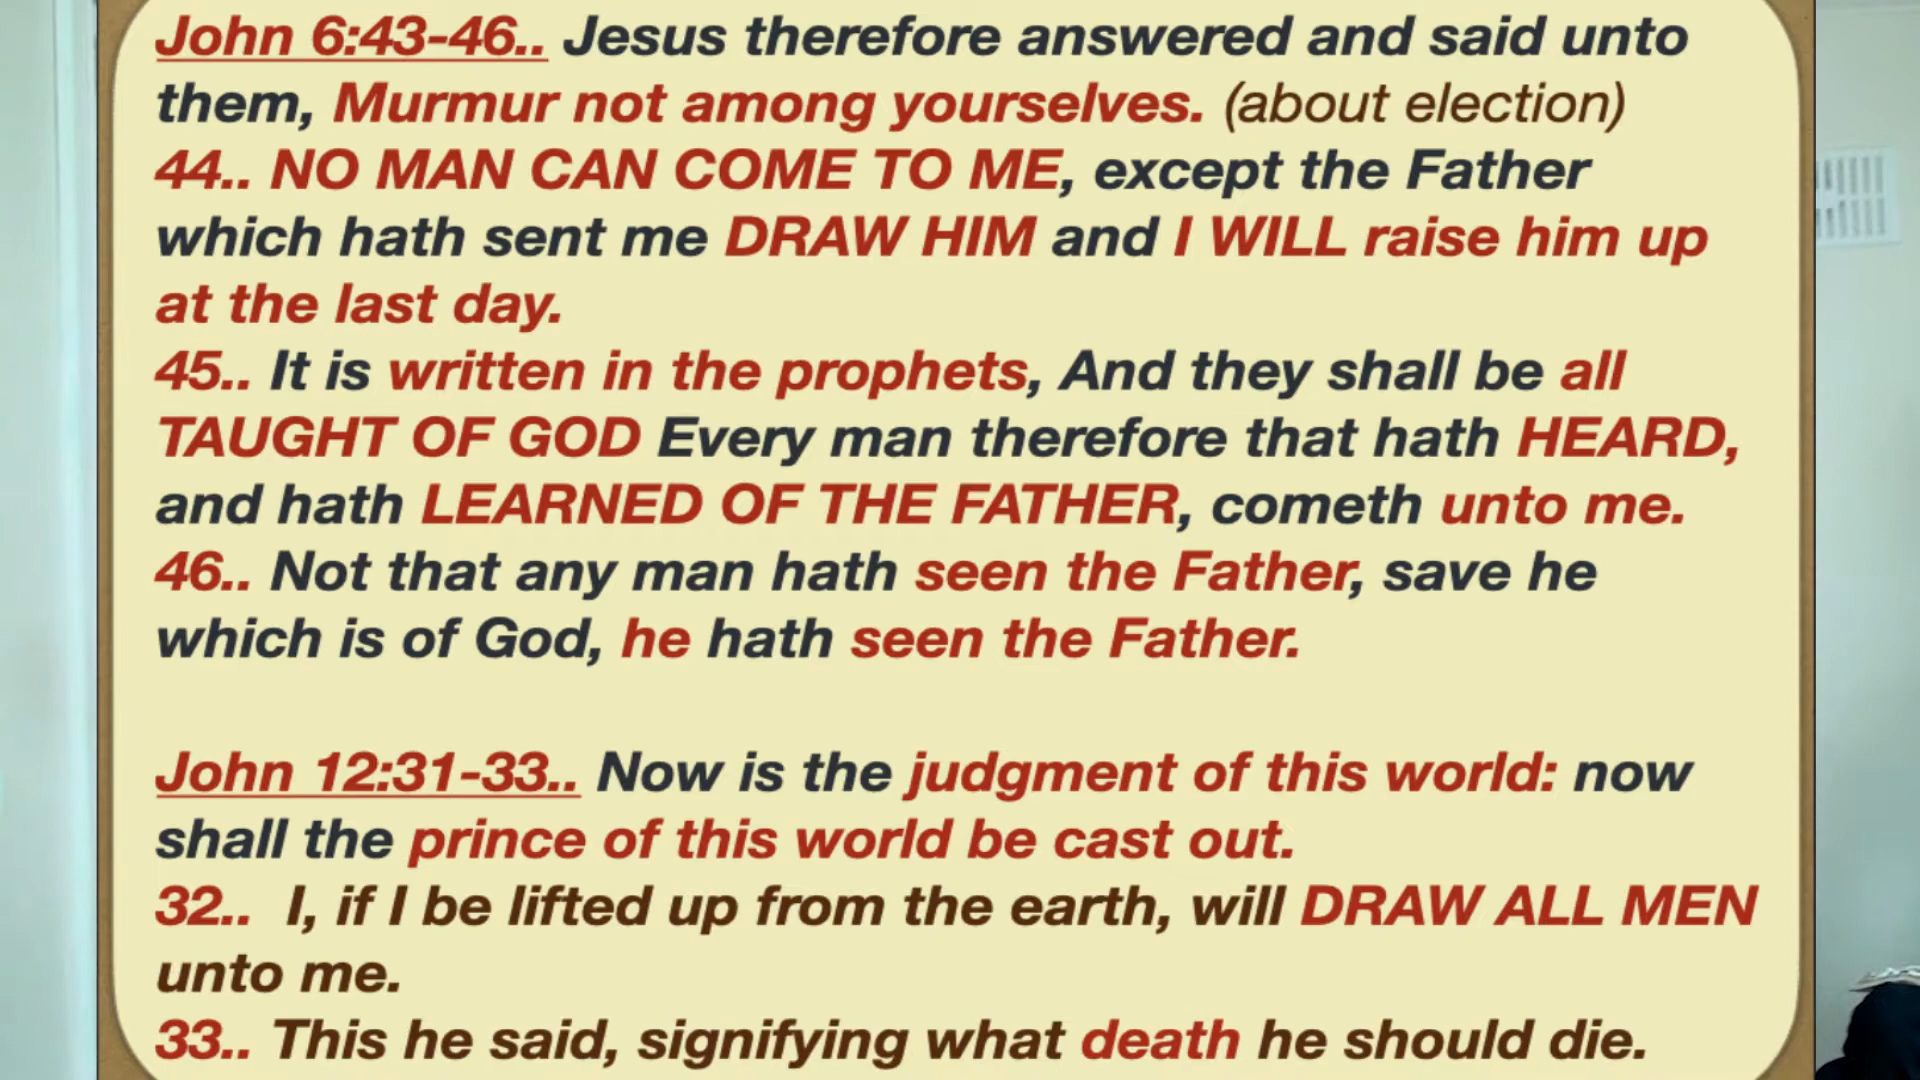 John 6:43-46.. Jesus therefore answered and said unto
them, Murmur not among yourselves. (about election)
44.. NO MAN CAN COME TO ME, except the Father
which hath sent me DRAW HIM and I WILL raise him up
at the last day.
45.. It is written in the prophets, And they shall be all
TAUGHT OF GOD Every man therefore that hath HEARD,
and hath LEARNED OF THE FATHER, cometh unto me.
46.. Not that any man hath seen the Father, save he
which is of God, he hath seen the Father.
John 12:31-33.. Now is the judgment of this world: now
shall the prince of this world be cast out.
32.. I, if I be lifted up from the earth, will DRAW ALL MEN
unto me.
33.. This he said, signifying what death he should die.